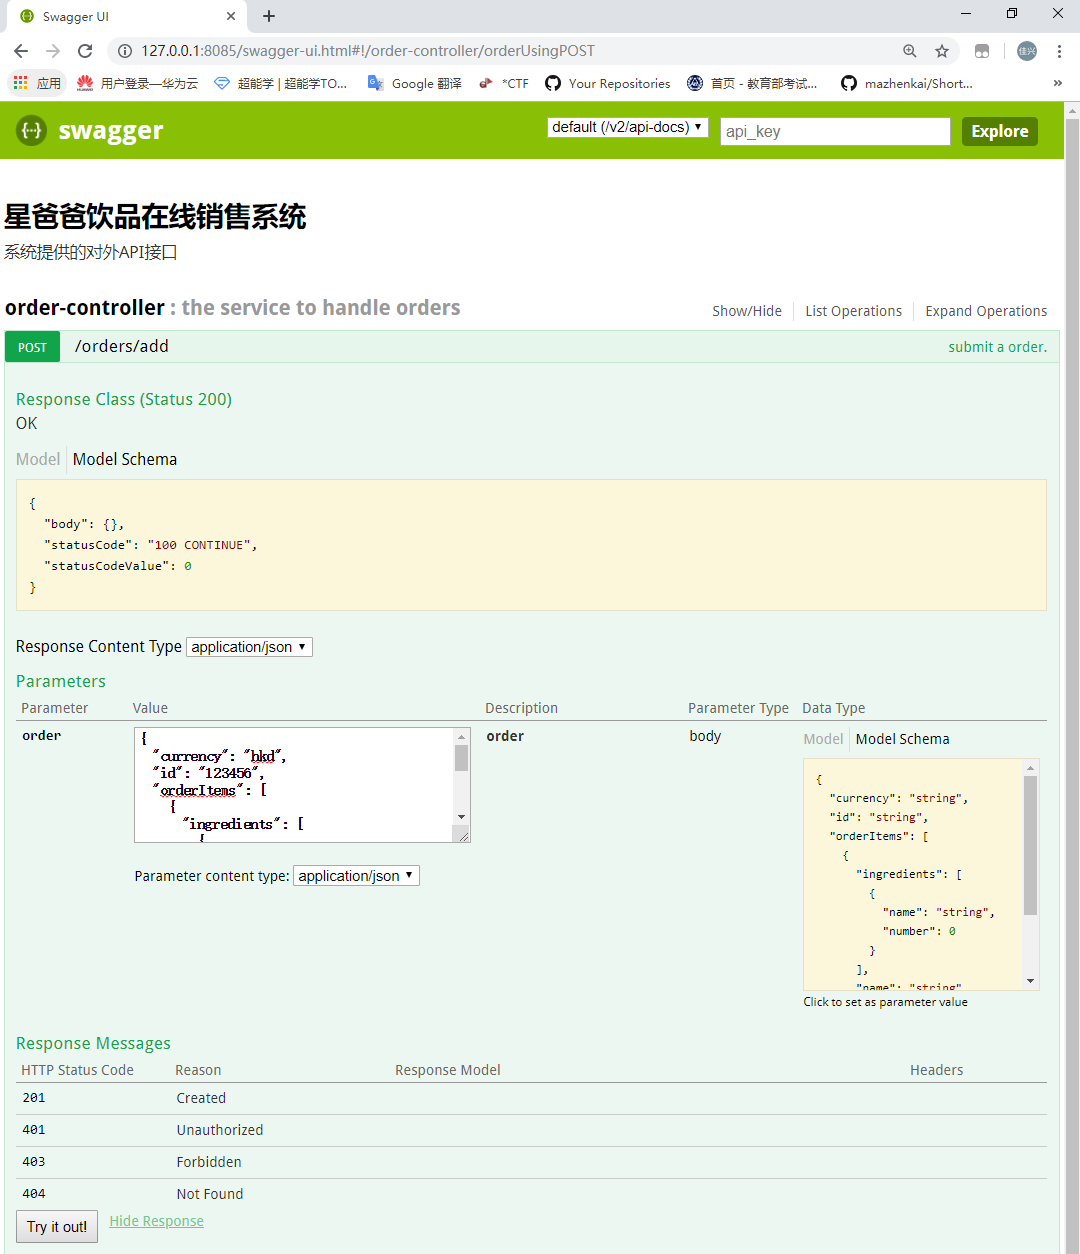 Swagger UI
127.0.0.1:8085/swagger-ui.html#!/order-controller/orderUsingPOST
佳兴
应用 用户登录—华为云 超能学 | 超能学TO... Google 翻译 *CTF Your Repositories 首页 - 教育部考试... mazhenkai/Short... »
swagger default (/v2/api-docs) api_key Explore
星爸爸饮品在线销售系统
系统提供的对外API接口
order-controller : the service to handle orders Show/Hide List Operations Expand Operations
POST /orders/add submit a order.
Response Class (Status 200)
OK
Model Model Schema
{
"body": {},
"statusCode": "100 CONTINUE",
"statusCodeValue": 0
}
Response Content Type application/json
Parameters
Parameter Value Description Parameter Type Data Type
order order body
{
"currency": "hkd",
"id": "123456",
"orderItems": [
{
"ingredients": [
{
Parameter content type: application/json
Model Model Schema
{
"currency": "string",
"id": "string",
"orderItems": [
{
"ingredients": [
{
"name": "string",
"number": 0
}
],
"name": "string"
Click to set as parameter value
Response Messages
HTTP Status Code Reason Response Model Headers
201 Created
401 Unauthorized
403 Forbidden
404 Not Found
Try it out! Hide Response